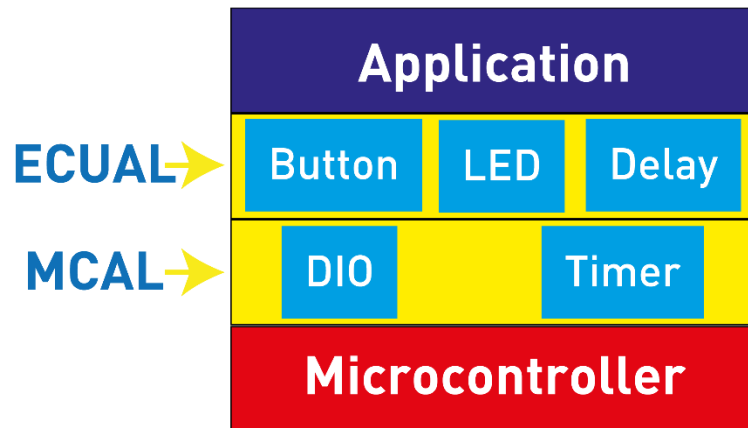 Application
ECUAL
Button LED Delay
MCAL
DIO Timer
Microcontroller